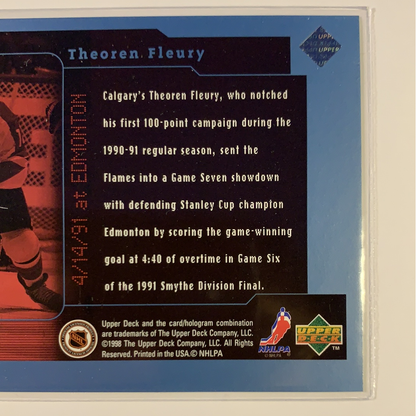 Theoren Fleury
4/14/91 at EDMONTON
Calgary's Theoren Fleury, who notched
his first 100-point campaign during the
1990-91 regular season, sent the
Flames into a Game Seven showdown
with defending Stanley Cup champion
Edmonton by scoring the game-winning
goal at 4:40 of overtime in Game Six
of the 1991 Smythe Division Final.
Upper Deck and the card/hologram combination
are trademarks of The Upper Deck Company, LLC.
©1998 The Upper Deck Company, LLC. All Rights
Reserved. Printed in the USA.© NHLPA
NHLPA
UPPER
DECK
TM